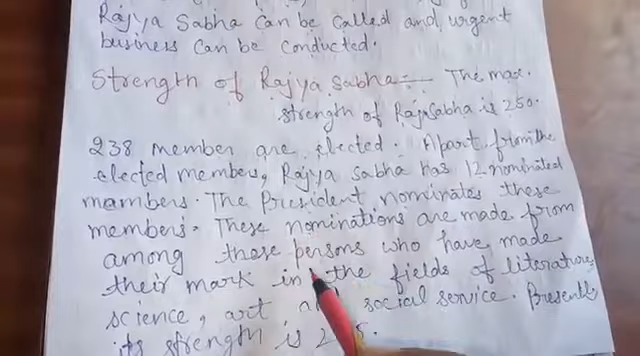 Rajya Sabha can be called and urgent
business can be conducted.
Strength of Rajya Sabha:— The max.
strength of Rajasabha is 250.
238 member are elected. Apart from the
elected members, Rajya Sabha has 12 nominated
mambers. The President nominates these
members. These nominations are made from
among those persons who have made
their mark in the fields of literature,
science, art and social service. Presently
its strength is